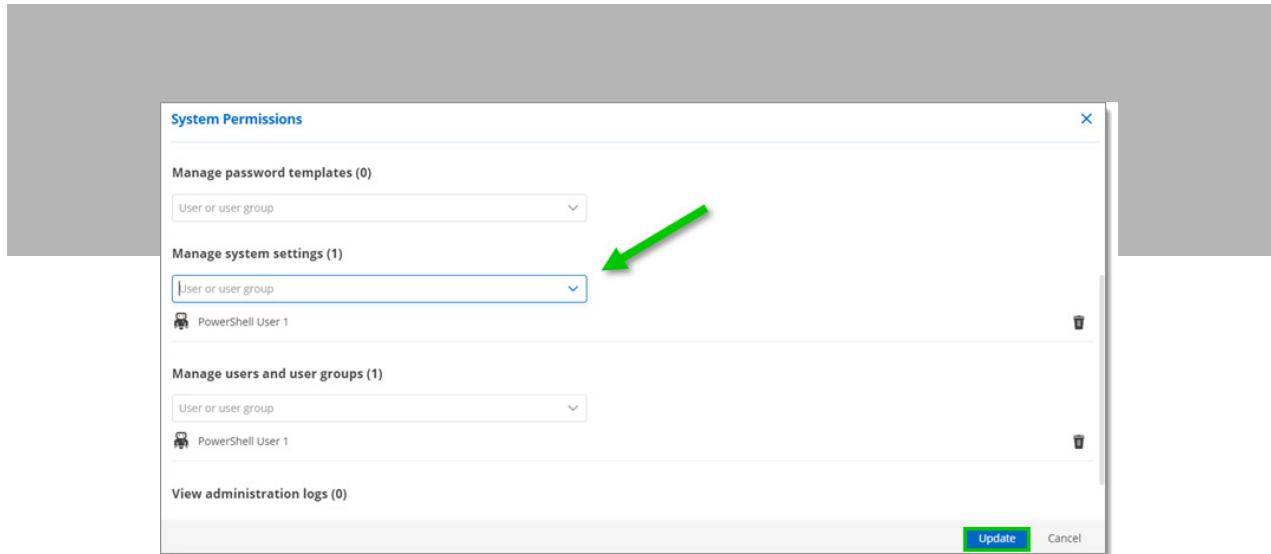 System Permissions
Manage password templates (0)
User or user group
Manage system settings (1)
User or user group
PowerShell User 1
Manage users and user groups (1)
User or user group
PowerShell User 1
View administration logs (0)
Update Cancel